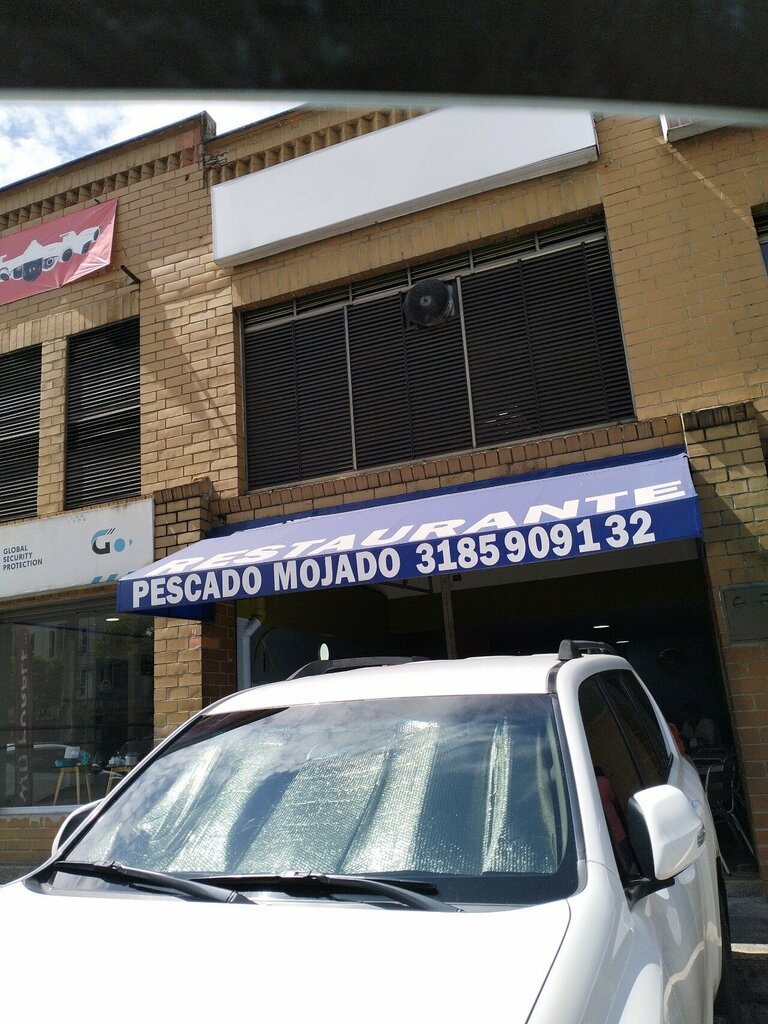 GLOBAL
SECURITY
PROTECTION
G
RESTAURANTE
PESCADO MOJADO 3185909132